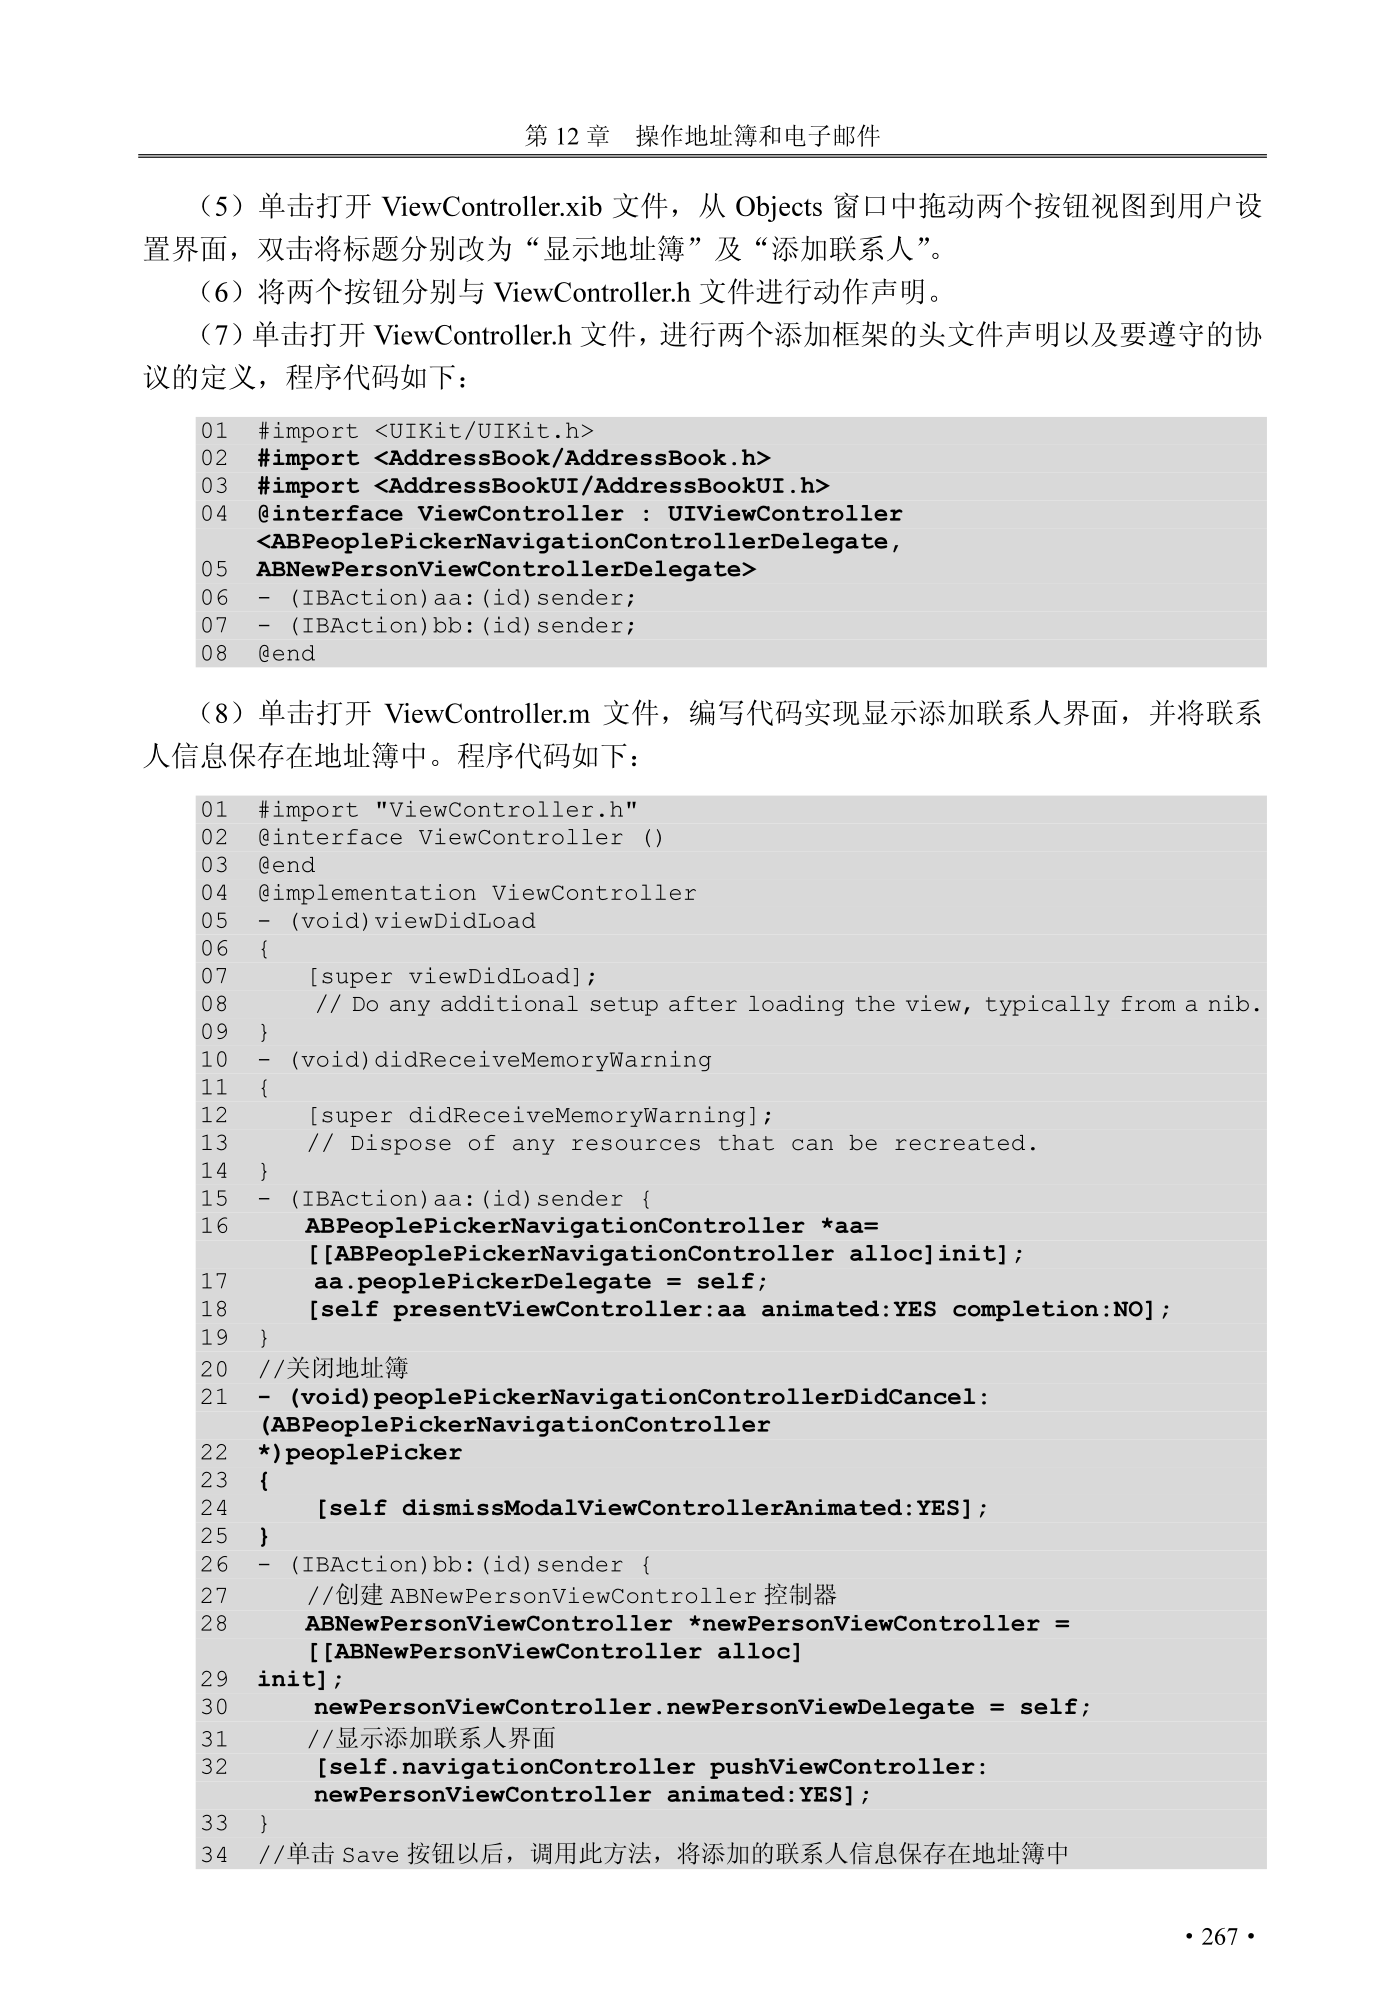 第 12 章　操作地址簿和电子邮件
（5）单击打开 ViewController.xib 文件，从 Objects 窗口中拖动两个按钮视图到用户设
置界面，双击将标题分别改为“显示地址簿”及“添加联系人”。
（6）将两个按钮分别与 ViewController.h 文件进行动作声明。
（7）单击打开 ViewController.h 文件，进行两个添加框架的头文件声明以及要遵守的协
议的定义，程序代码如下：
01 #import <UIKit/UIKit.h>
02 #import <AddressBook/AddressBook.h>
03 #import <AddressBookUI/AddressBookUI.h>
04 @interface ViewController : UIViewController
<ABPeoplePickerNavigationControllerDelegate,
05 ABNewPersonViewControllerDelegate>
06 - (IBAction)aa:(id)sender;
07 - (IBAction)bb:(id)sender;
08 @end
（8）单击打开 ViewController.m 文件，编写代码实现显示添加联系人界面，并将联系
人信息保存在地址簿中。程序代码如下：
01 #import "ViewController.h"
02 @interface ViewController ()
03 @end
04 @implementation ViewController
05 - (void)viewDidLoad
06 {
07 [super viewDidLoad];
08 // Do any additional setup after loading the view, typically from a nib.
09 }
10 - (void)didReceiveMemoryWarning
11 {
12 [super didReceiveMemoryWarning];
13 // Dispose of any resources that can be recreated.
14 }
15 - (IBAction)aa:(id)sender {
16 ABPeoplePickerNavigationController *aa=
[[ABPeoplePickerNavigationController alloc]init];
17 aa.peoplePickerDelegate = self;
18 [self presentViewController:aa animated:YES completion:NO];
19 }
20 //关闭地址簿
21 - (void)peoplePickerNavigationControllerDidCancel:
(ABPeoplePickerNavigationController
22 *)peoplePicker
23 {
24 [self dismissModalViewControllerAnimated:YES];
25 }
26 - (IBAction)bb:(id)sender {
27 //创建 ABNewPersonViewController 控制器
28 ABNewPersonViewController *newPersonViewController =
[[ABNewPersonViewController alloc]
29 init];
30 newPersonViewController.newPersonViewDelegate = self;
31 //显示添加联系人界面
32 [self.navigationController pushViewController:
newPersonViewController animated:YES];
33 }
34 //单击 Save 按钮以后，调用此方法，将添加的联系人信息保存在地址簿中
• 267 •